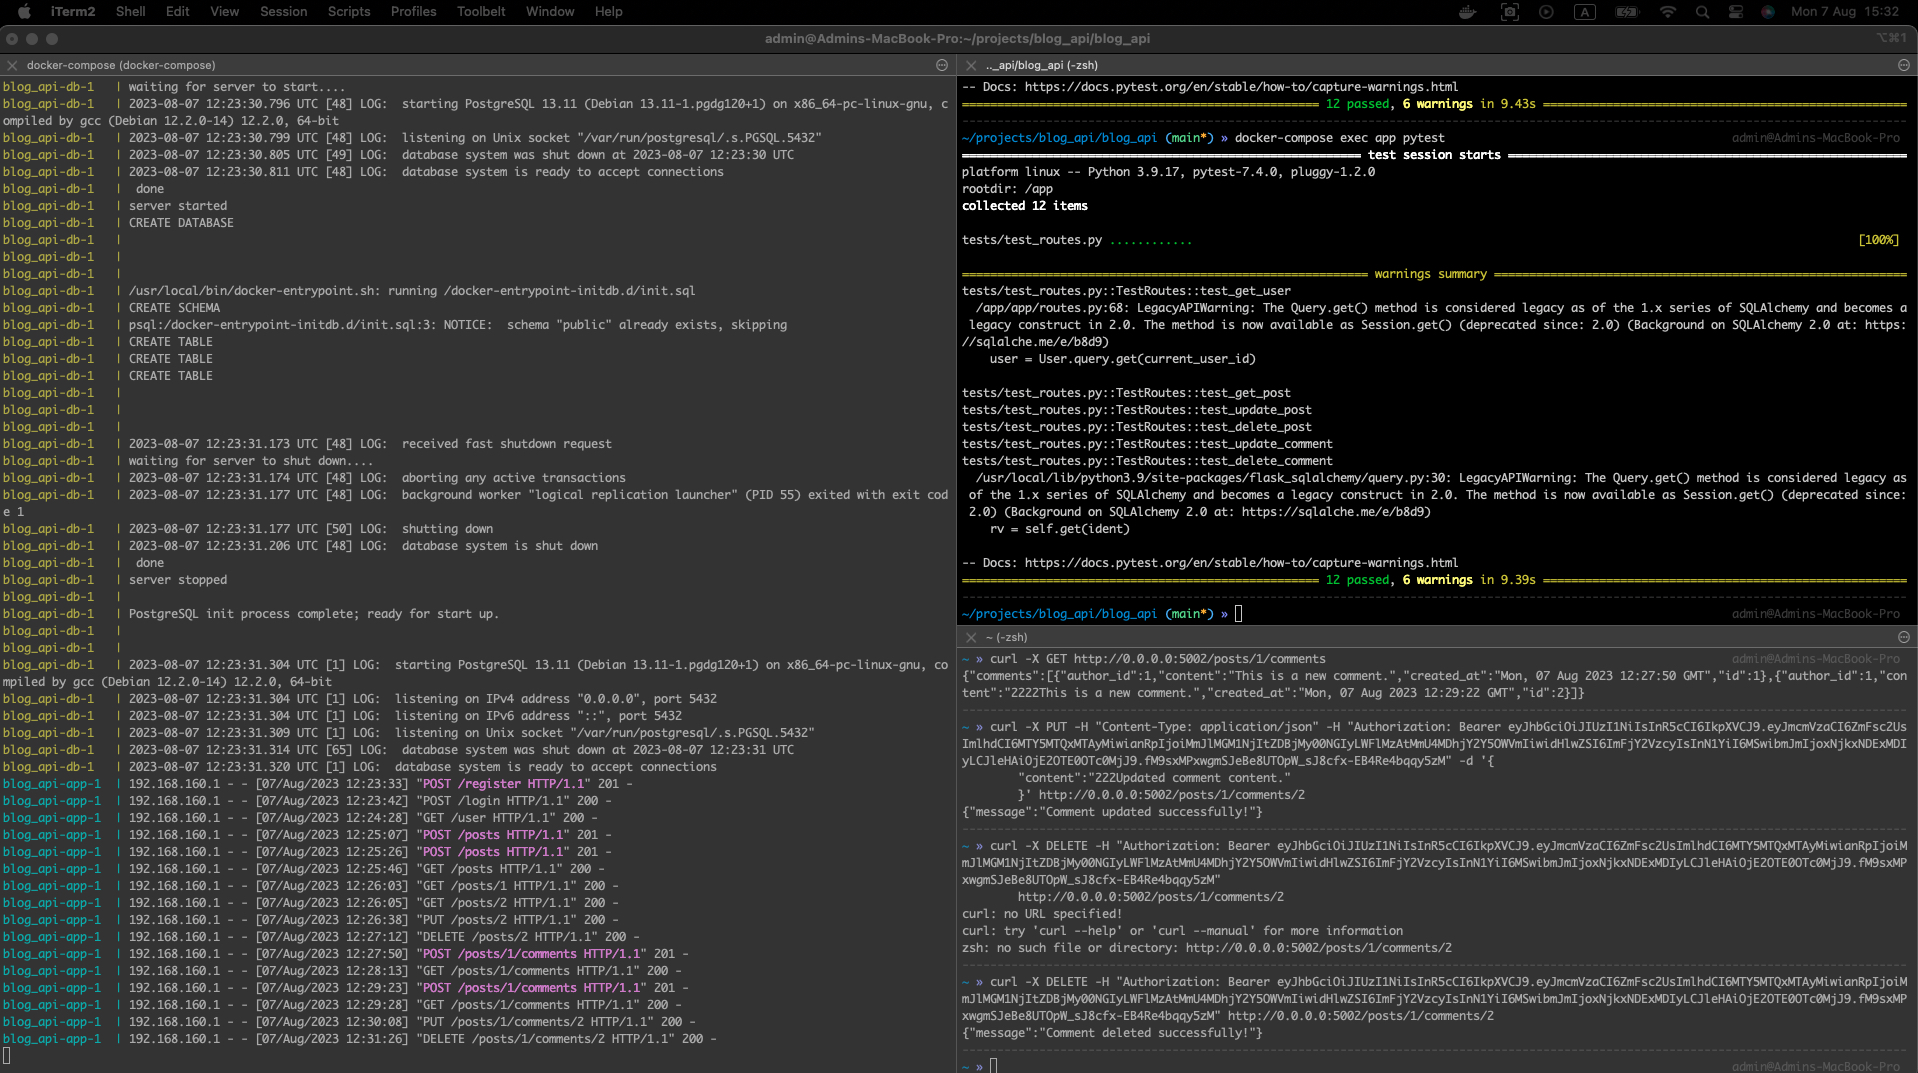 iTerm2 Shell Edit View Session Scripts Profiles Toolbelt Window Help A Mon 7 Aug 15:32
admin@Admins-MacBook-Pro:~/projects/blog_api/blog_api ⌥⌘1
docker-compose (docker-compose)
blog_api-db-1 | waiting for server to start....
blog_api-db-1 | 2023-08-07 12:23:30.796 UTC [48] LOG: starting PostgreSQL 13.11 (Debian 13.11-1.pgdg120+1) on x86_64-pc-linux-gnu, c
ompiled by gcc (Debian 12.2.0-14) 12.2.0, 64-bit
blog_api-db-1 | 2023-08-07 12:23:30.799 UTC [48] LOG: listening on Unix socket "/var/run/postgresql/.s.PGSQL.5432"
blog_api-db-1 | 2023-08-07 12:23:30.805 UTC [49] LOG: database system was shut down at 2023-08-07 12:23:30 UTC
blog_api-db-1 | 2023-08-07 12:23:30.811 UTC [48] LOG: database system is ready to accept connections
blog_api-db-1 | done
blog_api-db-1 | server started
blog_api-db-1 | CREATE DATABASE
blog_api-db-1 |
blog_api-db-1 |
blog_api-db-1 |
blog_api-db-1 | /usr/local/bin/docker-entrypoint.sh: running /docker-entrypoint-initdb.d/init.sql
blog_api-db-1 | CREATE SCHEMA
blog_api-db-1 | psql:/docker-entrypoint-initdb.d/init.sql:3: NOTICE: schema "public" already exists, skipping
blog_api-db-1 | CREATE TABLE
blog_api-db-1 | CREATE TABLE
blog_api-db-1 | CREATE TABLE
blog_api-db-1 |
blog_api-db-1 |
blog_api-db-1 |
blog_api-db-1 | 2023-08-07 12:23:31.173 UTC [48] LOG: received fast shutdown request
blog_api-db-1 | waiting for server to shut down....
blog_api-db-1 | 2023-08-07 12:23:31.174 UTC [48] LOG: aborting any active transactions
blog_api-db-1 | 2023-08-07 12:23:31.177 UTC [48] LOG: background worker "logical replication launcher" (PID 55) exited with exit cod
e 1
blog_api-db-1 | 2023-08-07 12:23:31.177 UTC [50] LOG: shutting down
blog_api-db-1 | 2023-08-07 12:23:31.206 UTC [48] LOG: database system is shut down
blog_api-db-1 | done
blog_api-db-1 | server stopped
blog_api-db-1 |
blog_api-db-1 | PostgreSQL init process complete; ready for start up.
blog_api-db-1 |
blog_api-db-1 |
blog_api-db-1 | 2023-08-07 12:23:31.304 UTC [1] LOG: starting PostgreSQL 13.11 (Debian 13.11-1.pgdg120+1) on x86_64-pc-linux-gnu, co
mpiled by gcc (Debian 12.2.0-14) 12.2.0, 64-bit
blog_api-db-1 | 2023-08-07 12:23:31.304 UTC [1] LOG: listening on IPv4 address "0.0.0.0", port 5432
blog_api-db-1 | 2023-08-07 12:23:31.304 UTC [1] LOG: listening on IPv6 address "::", port 5432
blog_api-db-1 | 2023-08-07 12:23:31.309 UTC [1] LOG: listening on Unix socket "/var/run/postgresql/.s.PGSQL.5432"
blog_api-db-1 | 2023-08-07 12:23:31.314 UTC [65] LOG: database system was shut down at 2023-08-07 12:23:31 UTC
blog_api-db-1 | 2023-08-07 12:23:31.320 UTC [1] LOG: database system is ready to accept connections
blog_api-app-1 | 192.168.160.1 - - [07/Aug/2023 12:23:33] "POST /register HTTP/1.1" 201 -
blog_api-app-1 | 192.168.160.1 - - [07/Aug/2023 12:23:42] "POST /login HTTP/1.1" 200 -
blog_api-app-1 | 192.168.160.1 - - [07/Aug/2023 12:24:28] "GET /user HTTP/1.1" 200 -
blog_api-app-1 | 192.168.160.1 - - [07/Aug/2023 12:25:07] "POST /posts HTTP/1.1" 201 -
blog_api-app-1 | 192.168.160.1 - - [07/Aug/2023 12:25:26] "POST /posts HTTP/1.1" 201 -
blog_api-app-1 | 192.168.160.1 - - [07/Aug/2023 12:25:46] "GET /posts HTTP/1.1" 200 -
blog_api-app-1 | 192.168.160.1 - - [07/Aug/2023 12:26:03] "GET /posts/1 HTTP/1.1" 200 -
blog_api-app-1 | 192.168.160.1 - - [07/Aug/2023 12:26:05] "GET /posts/2 HTTP/1.1" 200 -
blog_api-app-1 | 192.168.160.1 - - [07/Aug/2023 12:26:38] "PUT /posts/2 HTTP/1.1" 200 -
blog_api-app-1 | 192.168.160.1 - - [07/Aug/2023 12:27:12] "DELETE /posts/2 HTTP/1.1" 200 -
blog_api-app-1 | 192.168.160.1 - - [07/Aug/2023 12:27:50] "POST /posts/1/comments HTTP/1.1" 201 -
blog_api-app-1 | 192.168.160.1 - - [07/Aug/2023 12:28:13] "GET /posts/1/comments HTTP/1.1" 200 -
blog_api-app-1 | 192.168.160.1 - - [07/Aug/2023 12:29:23] "POST /posts/1/comments HTTP/1.1" 201 -
blog_api-app-1 | 192.168.160.1 - - [07/Aug/2023 12:29:28] "GET /posts/1/comments HTTP/1.1" 200 -
blog_api-app-1 | 192.168.160.1 - - [07/Aug/2023 12:30:08] "PUT /posts/1/comments/2 HTTP/1.1" 200 -
blog_api-app-1 | 192.168.160.1 - - [07/Aug/2023 12:31:26] "DELETE /posts/1/comments/2 HTTP/1.1" 200 -
.._api/blog_api (-zsh)
-- Docs: https://docs.pytest.org/en/stable/how-to/capture-warnings.html
12 passed, 6 warnings in 9.43s
~/projects/blog_api/blog_api (main*) » docker-compose exec app pytest admin@Admins-MacBook-Pro
test session starts
platform linux -- Python 3.9.17, pytest-7.4.0, pluggy-1.2.0
rootdir: /app
collected 12 items
tests/test_routes.py ............ [100%]
warnings summary
tests/test_routes.py::TestRoutes::test_get_user
/app/app/routes.py:68: LegacyAPIWarning: The Query.get() method is considered legacy as of the 1.x series of SQLAlchemy and becomes a
legacy construct in 2.0. The method is now available as Session.get() (deprecated since: 2.0) (Background on SQLAlchemy 2.0 at: https:
//sqlalche.me/e/b8d9)
user = User.query.get(current_user_id)
tests/test_routes.py::TestRoutes::test_get_post
tests/test_routes.py::TestRoutes::test_update_post
tests/test_routes.py::TestRoutes::test_delete_post
tests/test_routes.py::TestRoutes::test_update_comment
tests/test_routes.py::TestRoutes::test_delete_comment
/usr/local/lib/python3.9/site-packages/flask_sqlalchemy/query.py:30: LegacyAPIWarning: The Query.get() method is considered legacy as
of the 1.x series of SQLAlchemy and becomes a legacy construct in 2.0. The method is now available as Session.get() (deprecated since:
2.0) (Background on SQLAlchemy 2.0 at: https://sqlalche.me/e/b8d9)
rv = self.get(ident)
-- Docs: https://docs.pytest.org/en/stable/how-to/capture-warnings.html
12 passed, 6 warnings in 9.39s
~/projects/blog_api/blog_api (main*) » admin@Admins-MacBook-Pro
~ (-zsh)
~ » curl -X GET http://0.0.0.0:5002/posts/1/comments admin@Admins-MacBook-Pro
{"comments":[{"author_id":1,"content":"This is a new comment.","created_at":"Mon, 07 Aug 2023 12:27:50 GMT","id":1},{"author_id":1,"con
tent":"2222This is a new comment.","created_at":"Mon, 07 Aug 2023 12:29:22 GMT","id":2}]}
~ » curl -X PUT -H "Content-Type: application/json" -H "Authorization: Bearer
-d '{
"content":"222Updated comment content."
}' http://0.0.0.0:5002/posts/1/comments/2
{"message":"Comment updated successfully!"}
~ » curl -X DELETE -H "Authorization: Bearer
http://0.0.0.0:5002/posts/1/comments/2
curl: no URL specified!
curl: try 'curl --help' or 'curl --manual' for more information
zsh: no such file or directory: http://0.0.0.0:5002/posts/1/comments/2
~ » curl -X DELETE -H "Authorization: Bearer
http://0.0.0.0:5002/posts/1/comments/2
{"message":"Comment deleted successfully!"}
~ » admin@Admins-MacBook-Pro